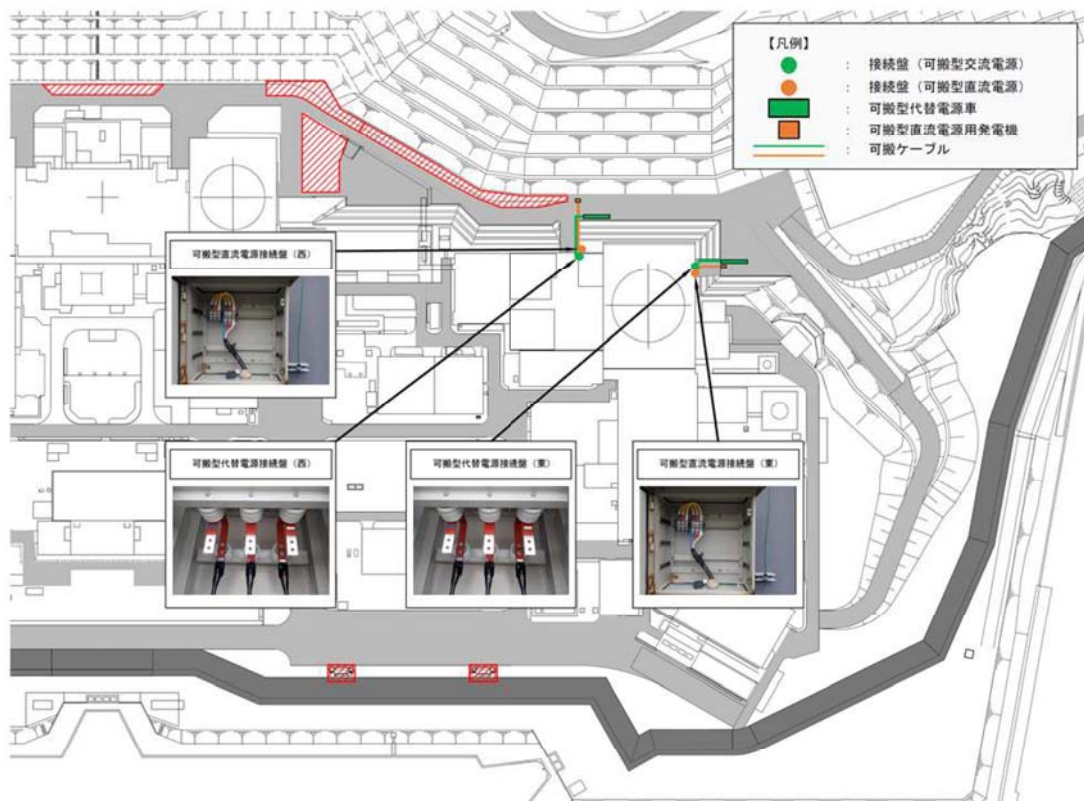 【凡例】
： 接続盤（可搬型交流電源）
： 接続盤（可搬型直流電源）
： 可搬型代替電源車
： 可搬型直流電源用発電機
： 可搬ケーブル
可搬型直流電源接続盤（西）
可搬型代替電源接続盤（西）
可搬型代替電源接続盤（東）
可搬型直流電源接続盤（東）